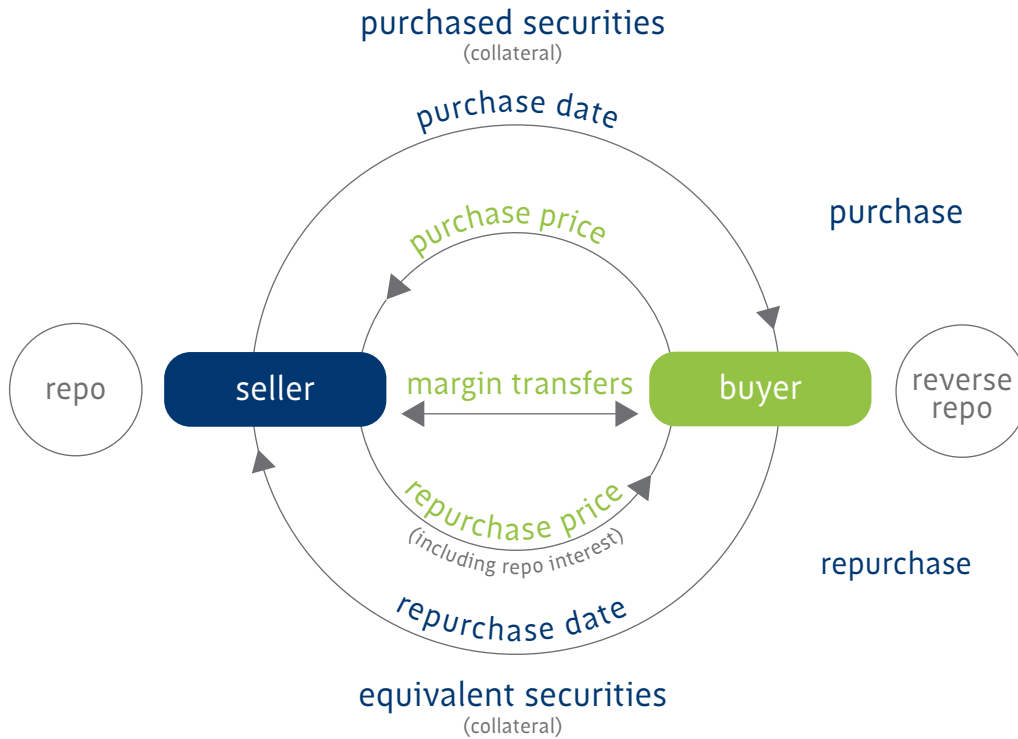 purchased securities
(collateral)
purchase date
purchase price
purchase
repo
seller
margin transfers
buyer
reverse
repo
repurchase price
(including repo interest)
repurchase
repurchase date
equivalent securities
(collateral)